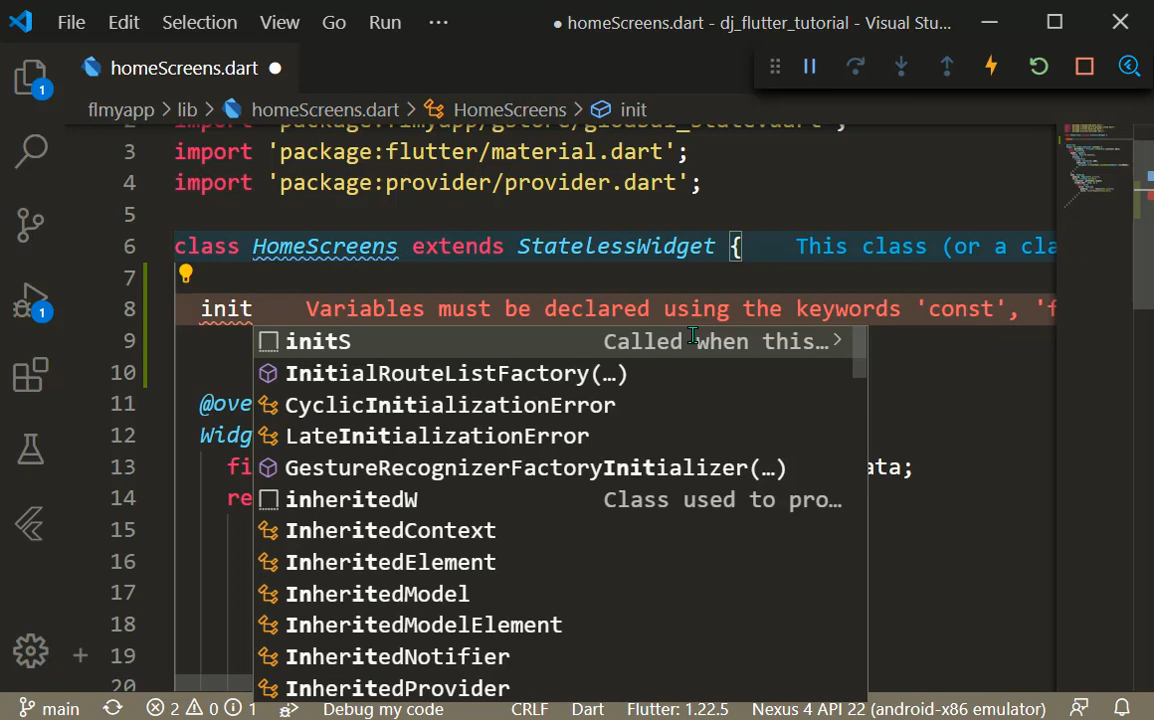 File Edit Selection View Go Run ··· ● homeScreens.dart - dj_flutter_tutorial - Visual Stu...
homeScreens.dart ●
flmyapp > lib > homeScreens.dart > HomeScreens > init
3 import 'package:flutter/material.dart';
4 import 'package:provider/provider.dart';
5
6 class HomeScreens extends StatelessWidget { This class (or a cla
7
8 init Variables must be declared using the keywords 'const', 'f
9 initS Called when this...
10 InitialRouteListFactory(…)
11 @ove CyclicInitializationError
12 Widg LateInitializationError
13 fi GestureRecognizerFactoryInitializer(…) ata;
14 re inheritedW Class used to pro...
15 InheritedContext
16 InheritedElement
17 InheritedModel
18 InheritedModelElement
19 InheritedNotifier
20 InheritedProvider
1
1
main 2 0 1 Debug my code CRLF Dart Flutter: 1.22.5 Nexus 4 API 22 (android-x86 emulator)